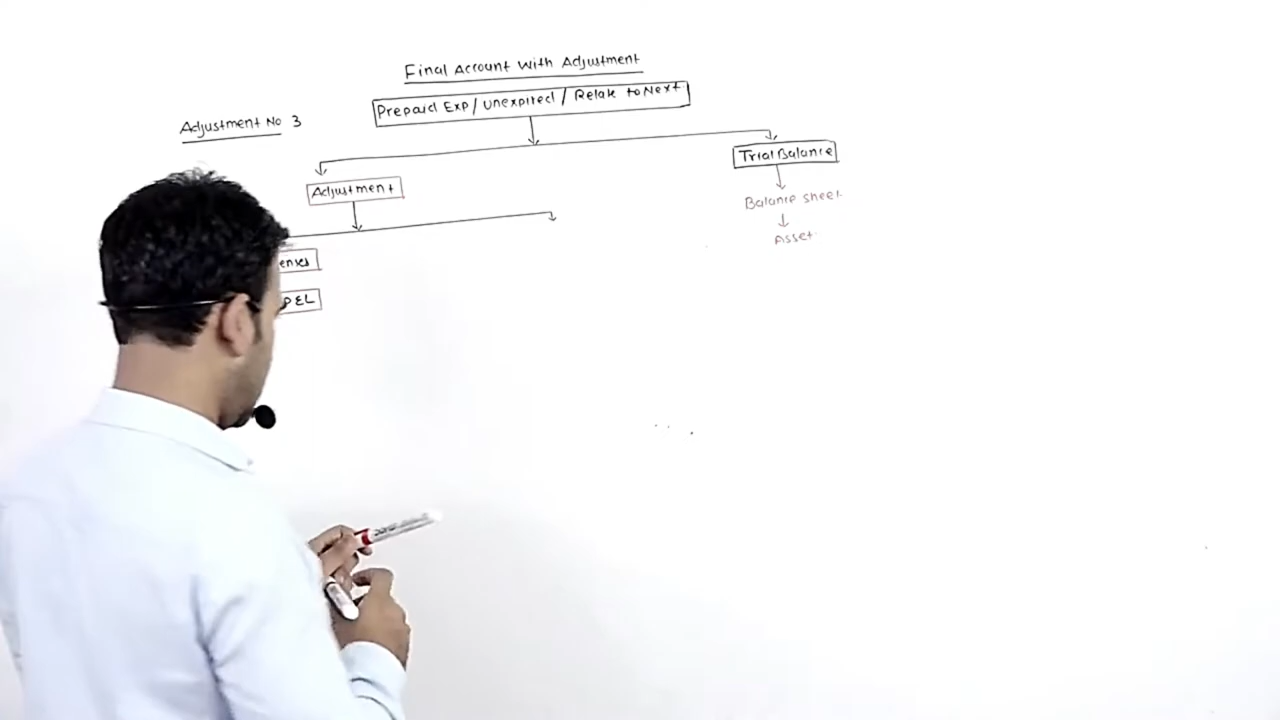 Final Account With Adjustment
Prepaid Exp/Unexpired/Relate to Next
Adjustment No 3
Adjustment
Trial Balance
Balance sheet
Asset
enses